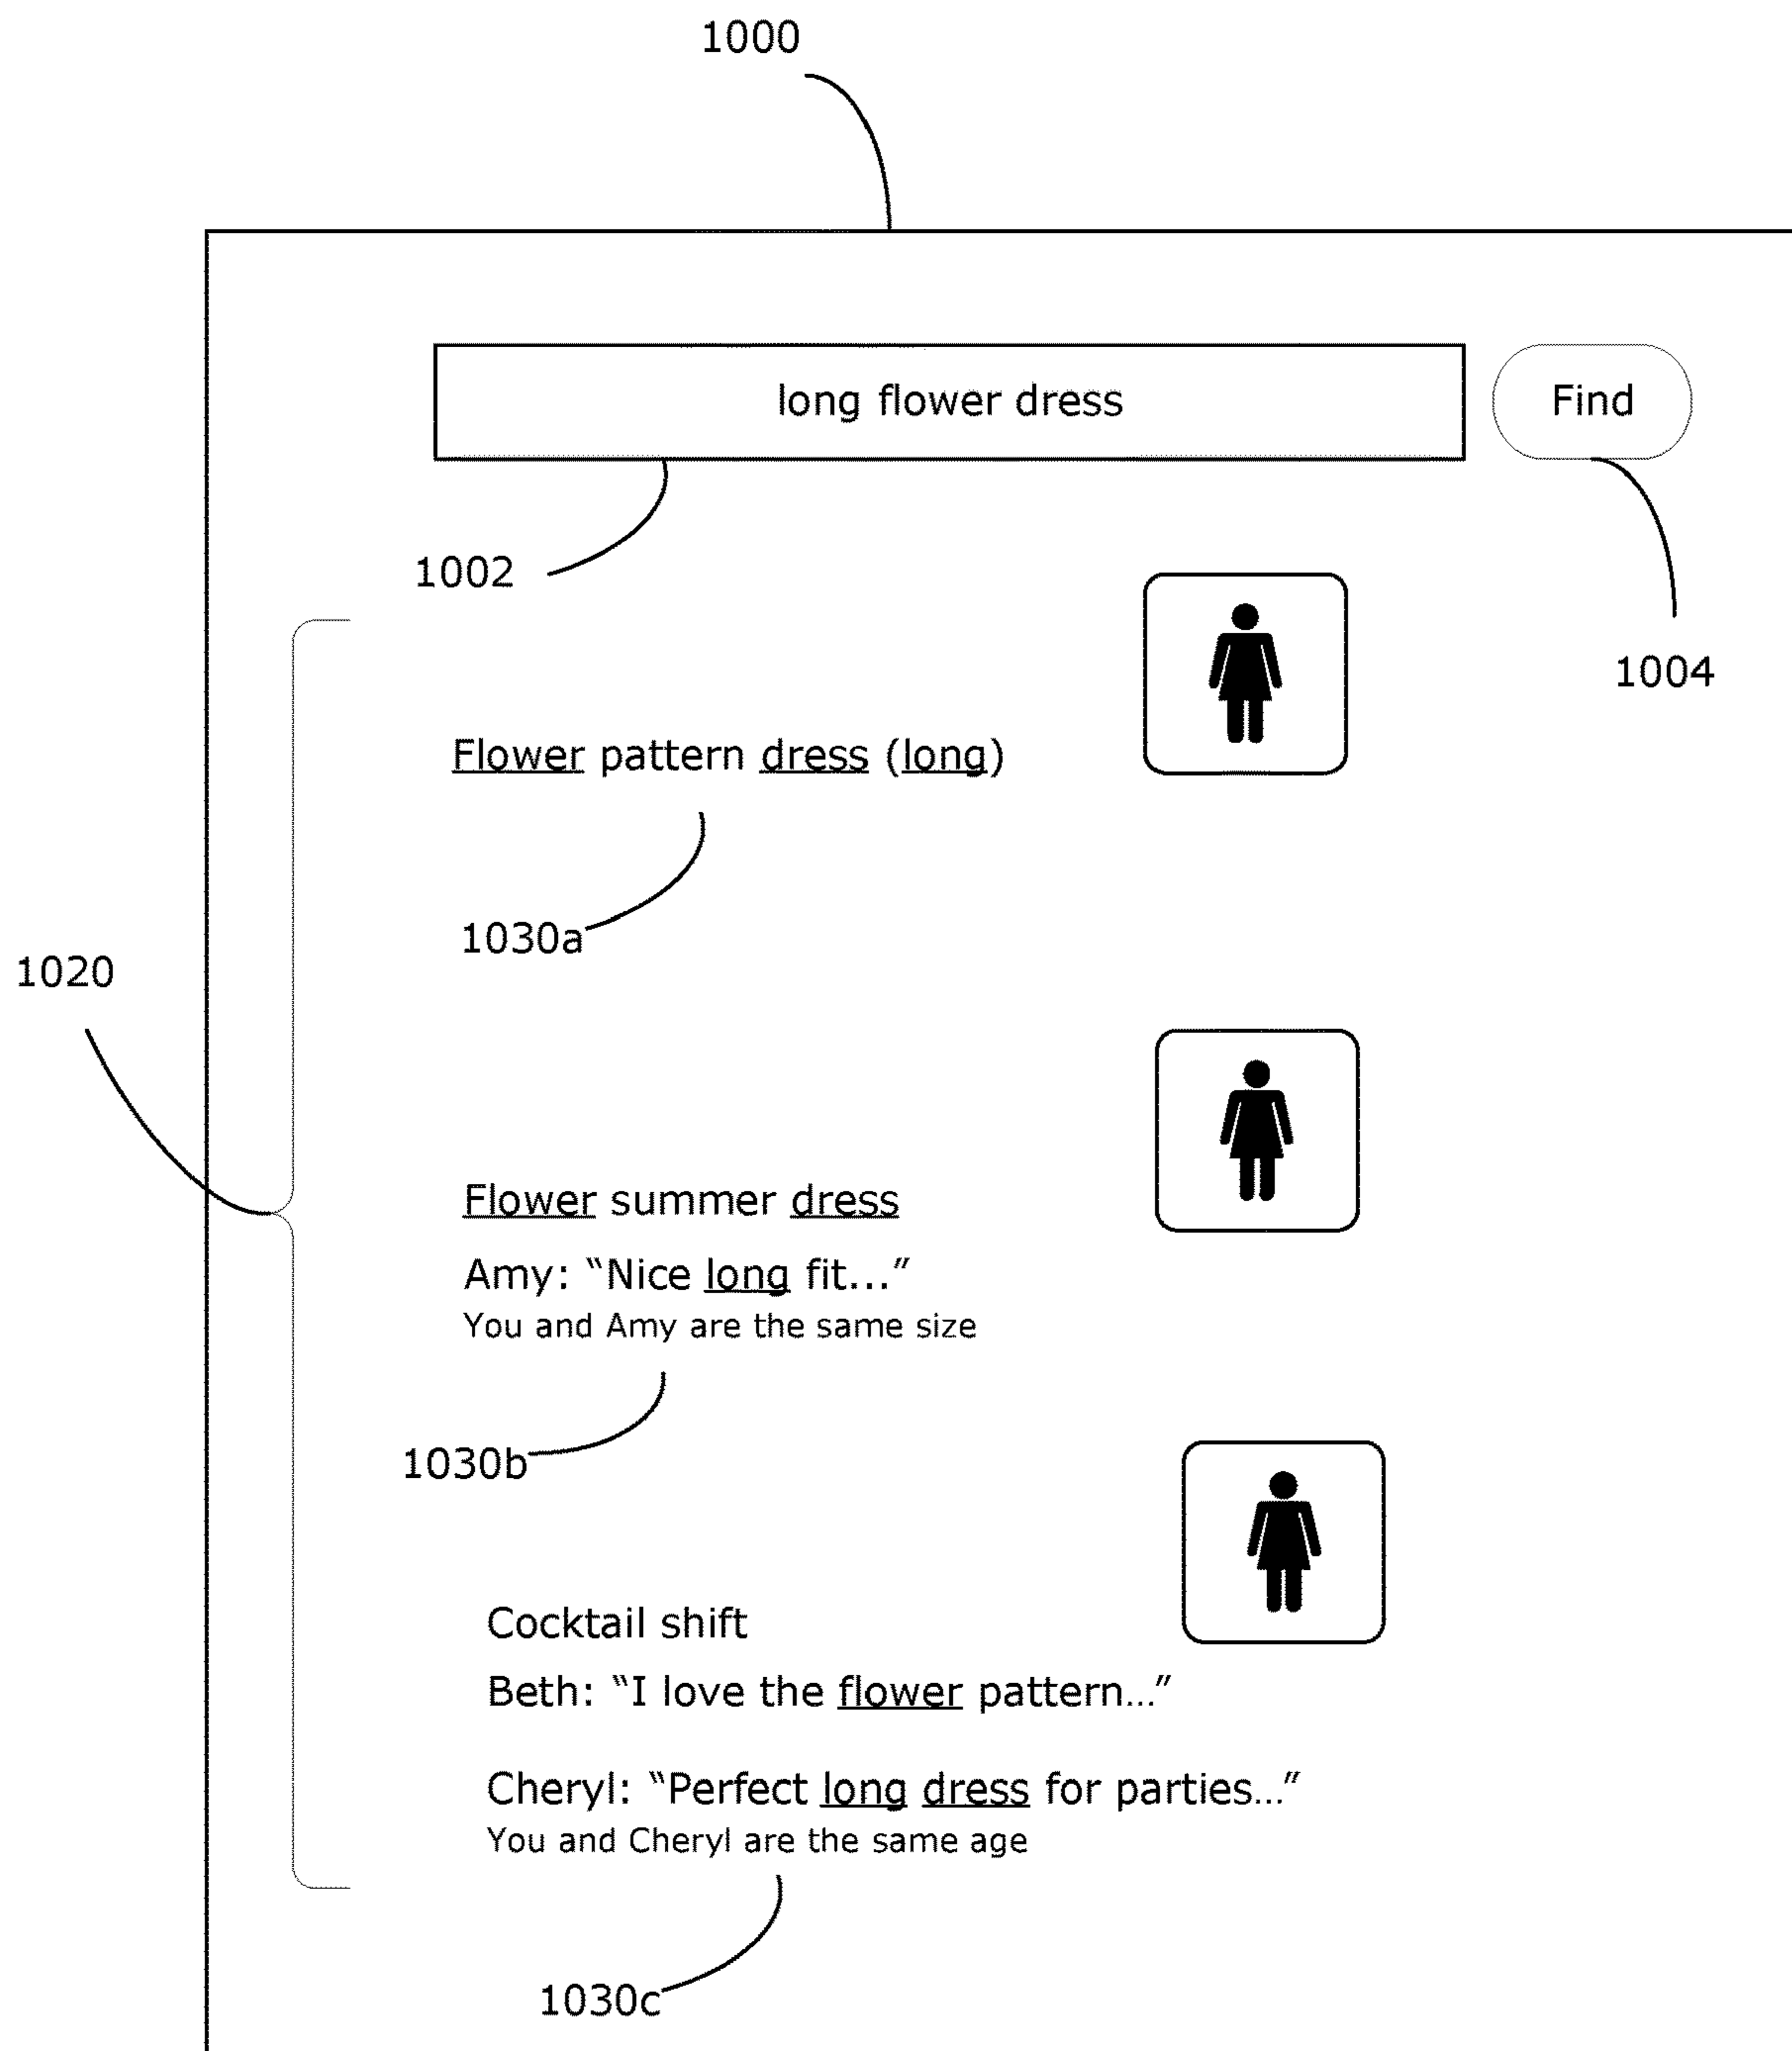 1000
long flower dress
Find
1002
1004
Flower pattern dress (long)
1030a
1020
Flower summer dress
Amy: “Nice long fit...”
You and Amy are the same size
1030b
Cocktail shift
Beth: “I love the flower pattern...”
Cheryl: “Perfect long dress for parties...”
You and Cheryl are the same age
1030c